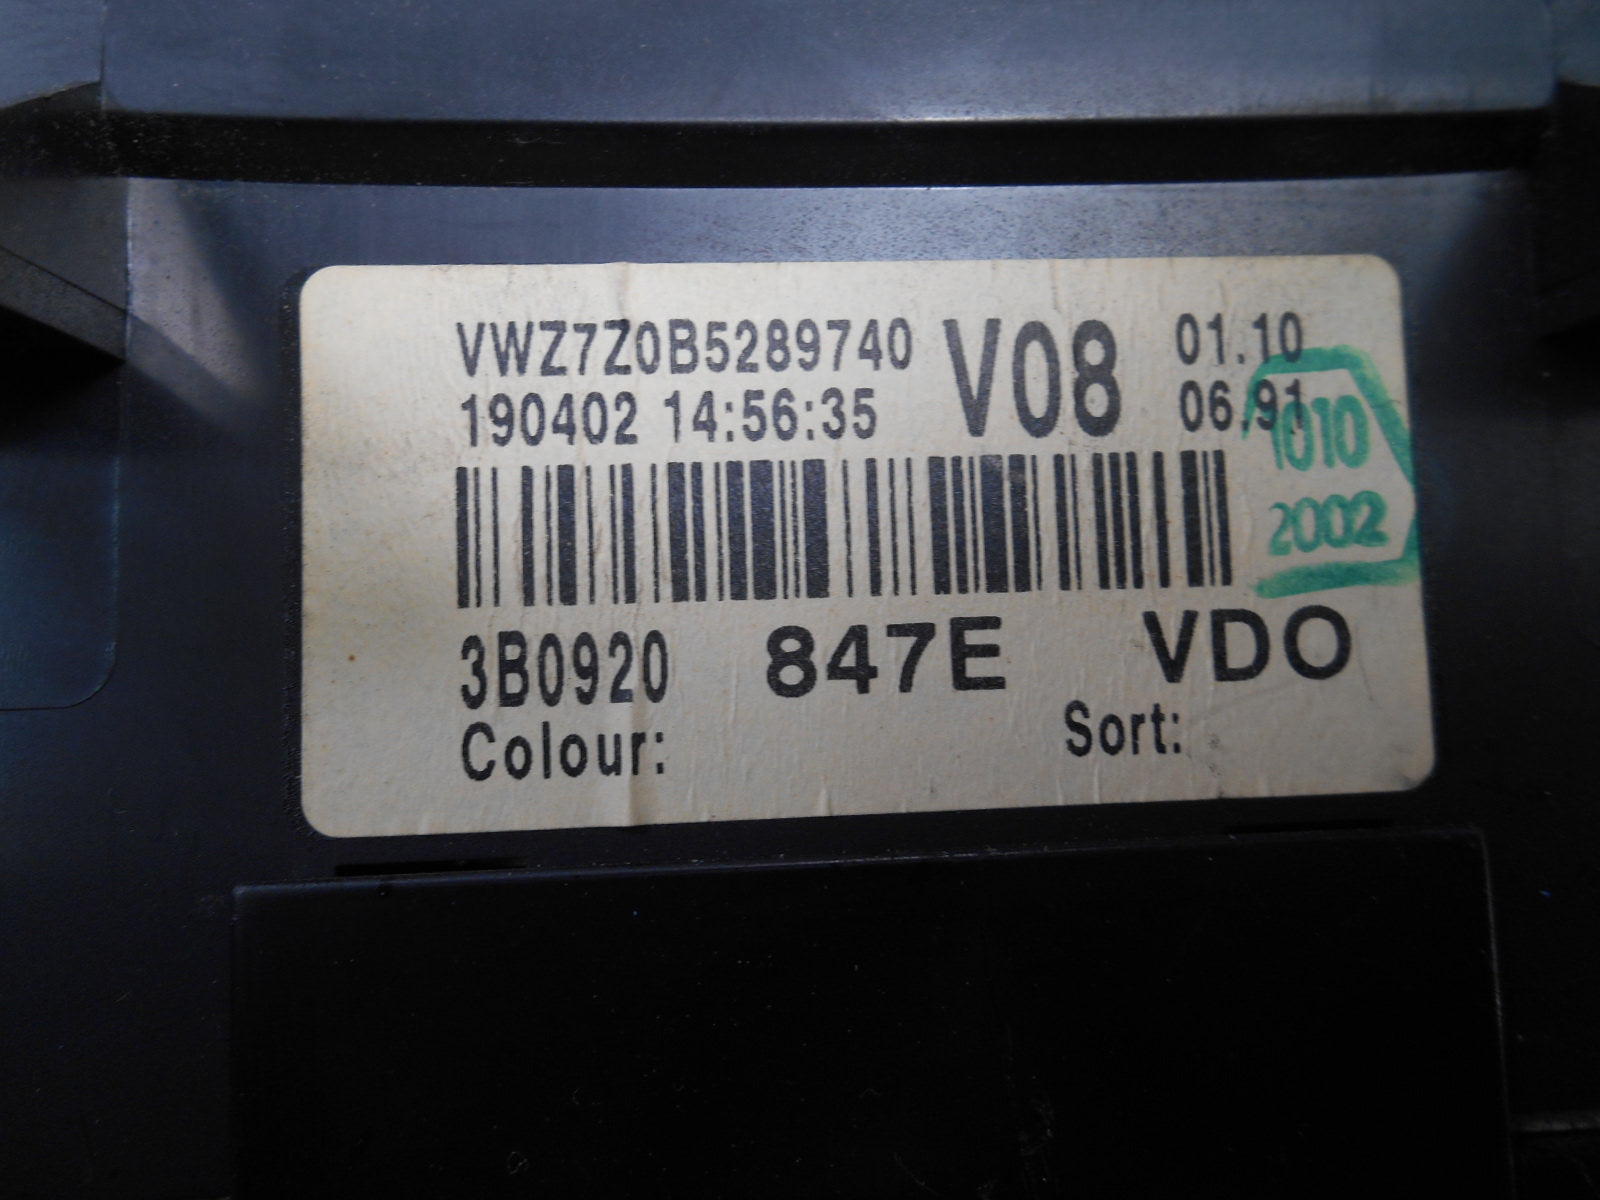 VWZ7Z0B5289740 V08 01.10
190402 14:56:35 06.91
1010
2002
3B0920 847E VDO
Colour: Sort: